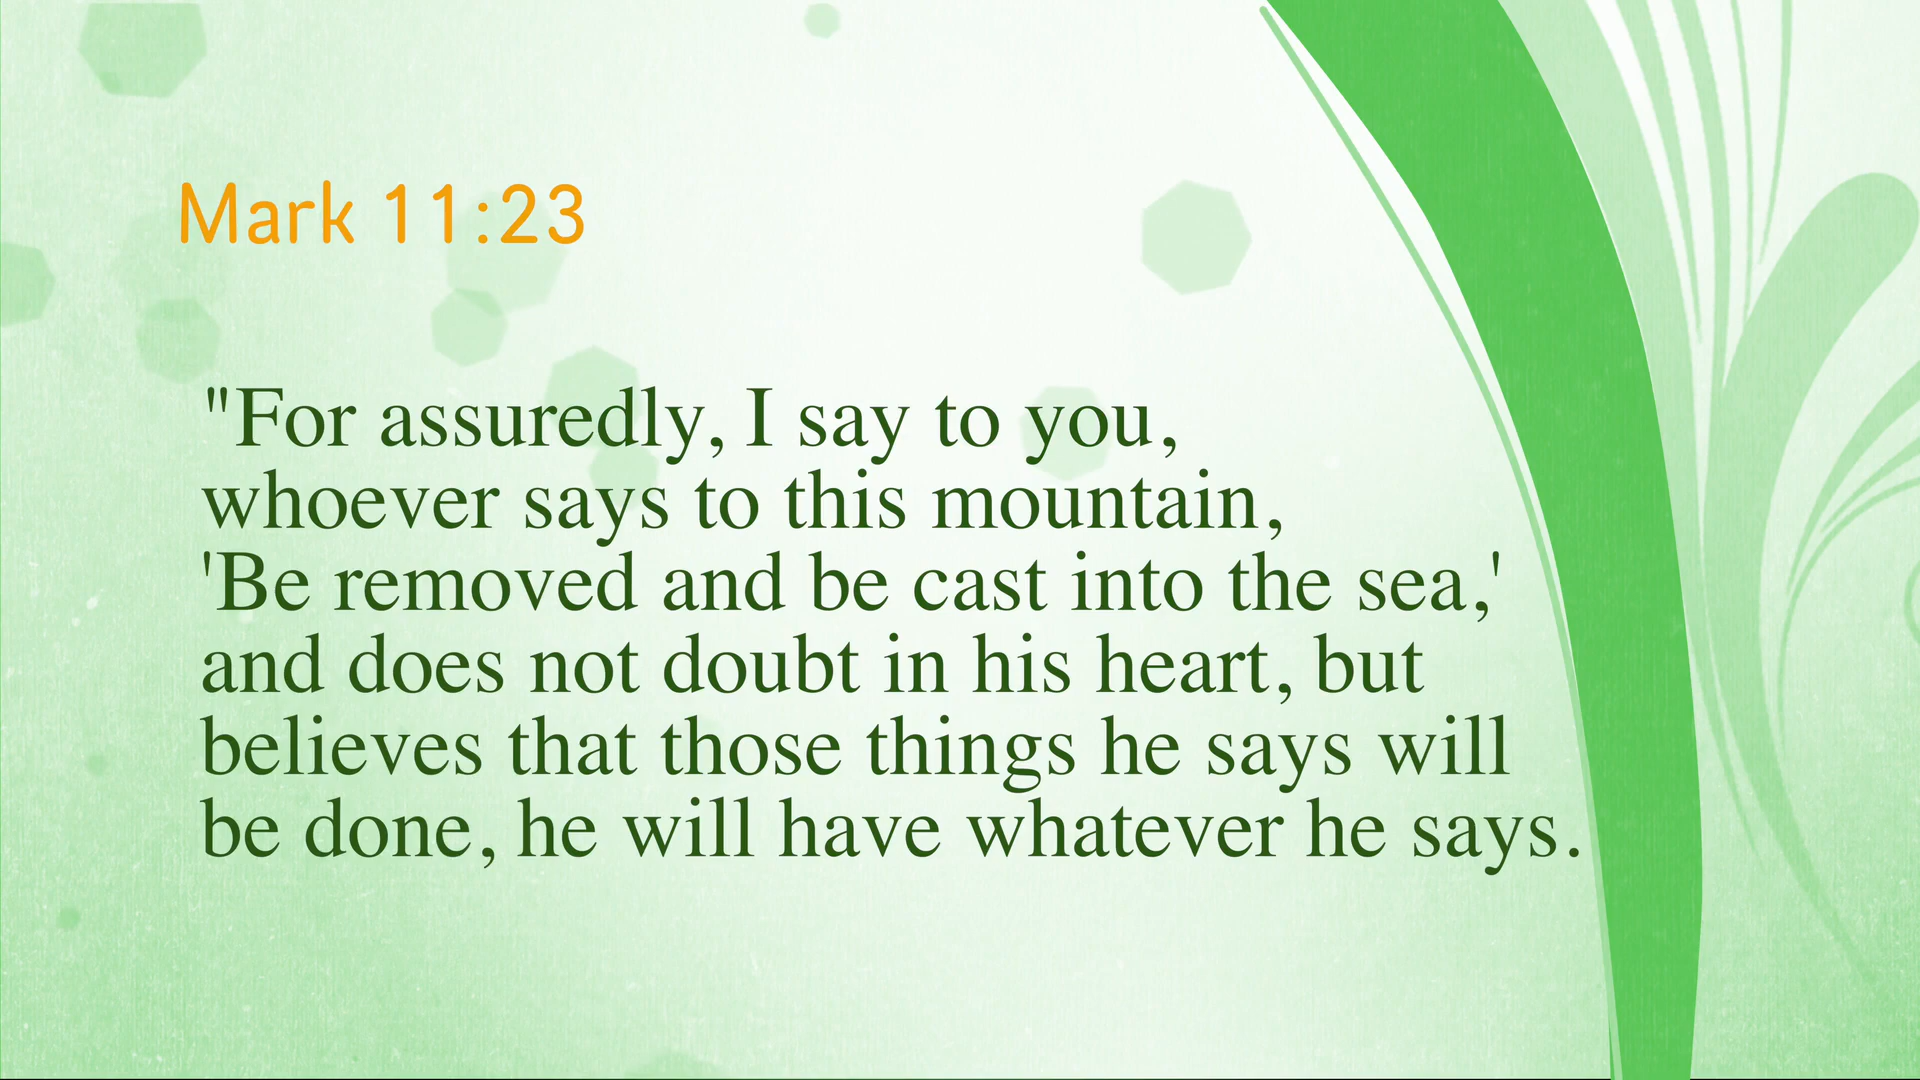 Mark 11:23
"For assuredly, I say to you,
whoever says to this mountain,
'Be removed and be cast into the sea,'
and does not doubt in his heart, but
believes that those things he says will
be done, he will have whatever he says.